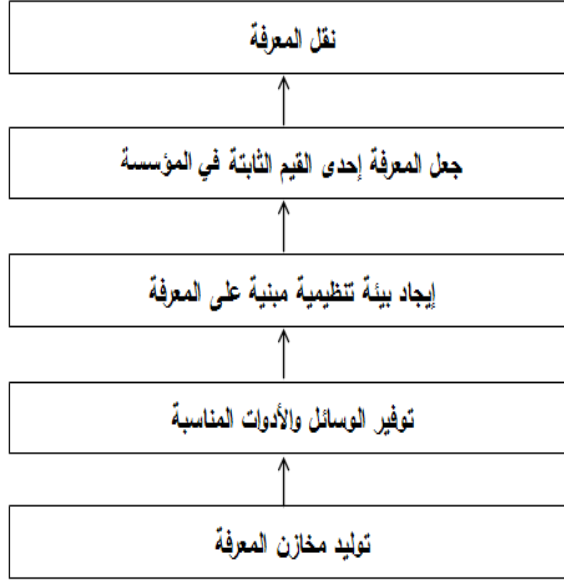 نقل المعرفة
جعل المعرفة إحدى القيم الثابتة في المؤسسة
إيجاد بيئة تنظيمية مبنية على المعرفة
توفير الوسائل والأدوات المناسبة
توليد مخازن المعرفة